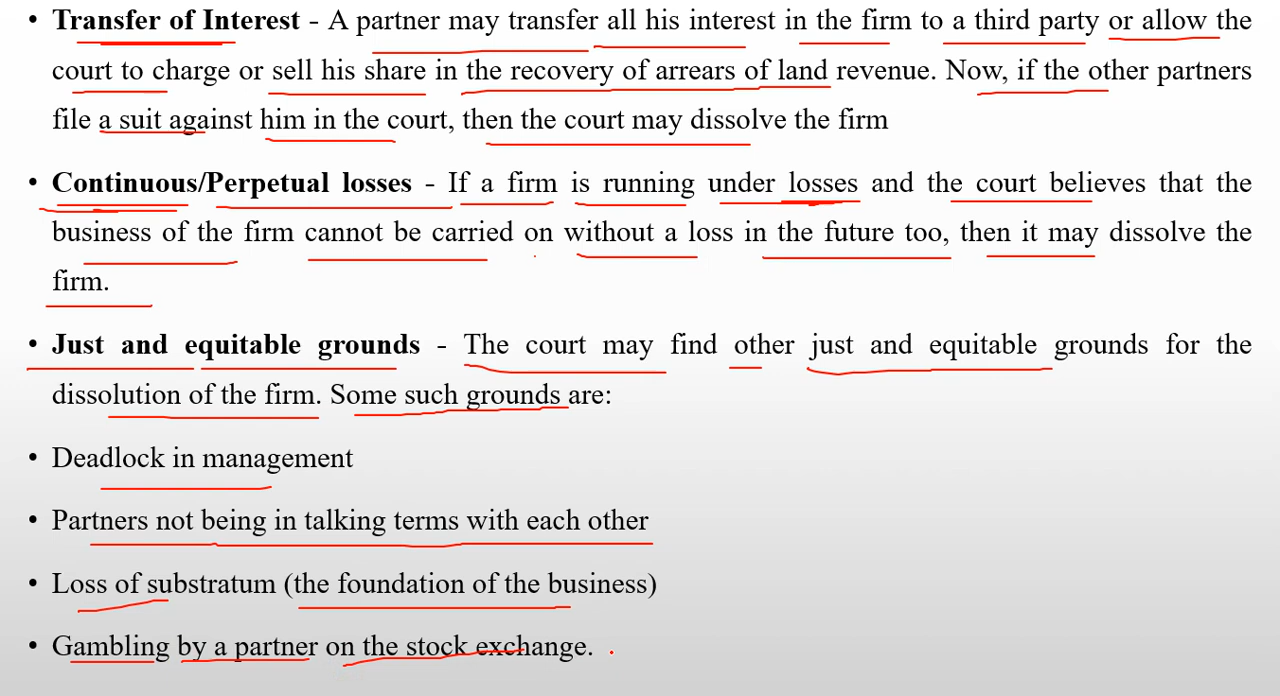 • Transfer of Interest - A partner may transfer all his interest in the firm to a third party or allow the
court to charge or sell his share in the recovery of arrears of land revenue. Now, if the other partners
file a suit against him in the court, then the court may dissolve the firm
• Continuous/Perpetual losses - If a firm is running under losses and the court believes that the
business of the firm cannot be carried on without a loss in the future too, then it may dissolve the
firm.
• Just and equitable grounds - The court may find other just and equitable grounds for the
dissolution of the firm. Some such grounds are:
• Deadlock in management
• Partners not being in talking terms with each other
• Loss of substratum (the foundation of the business)
• Gambling by a partner on the stock exchange.